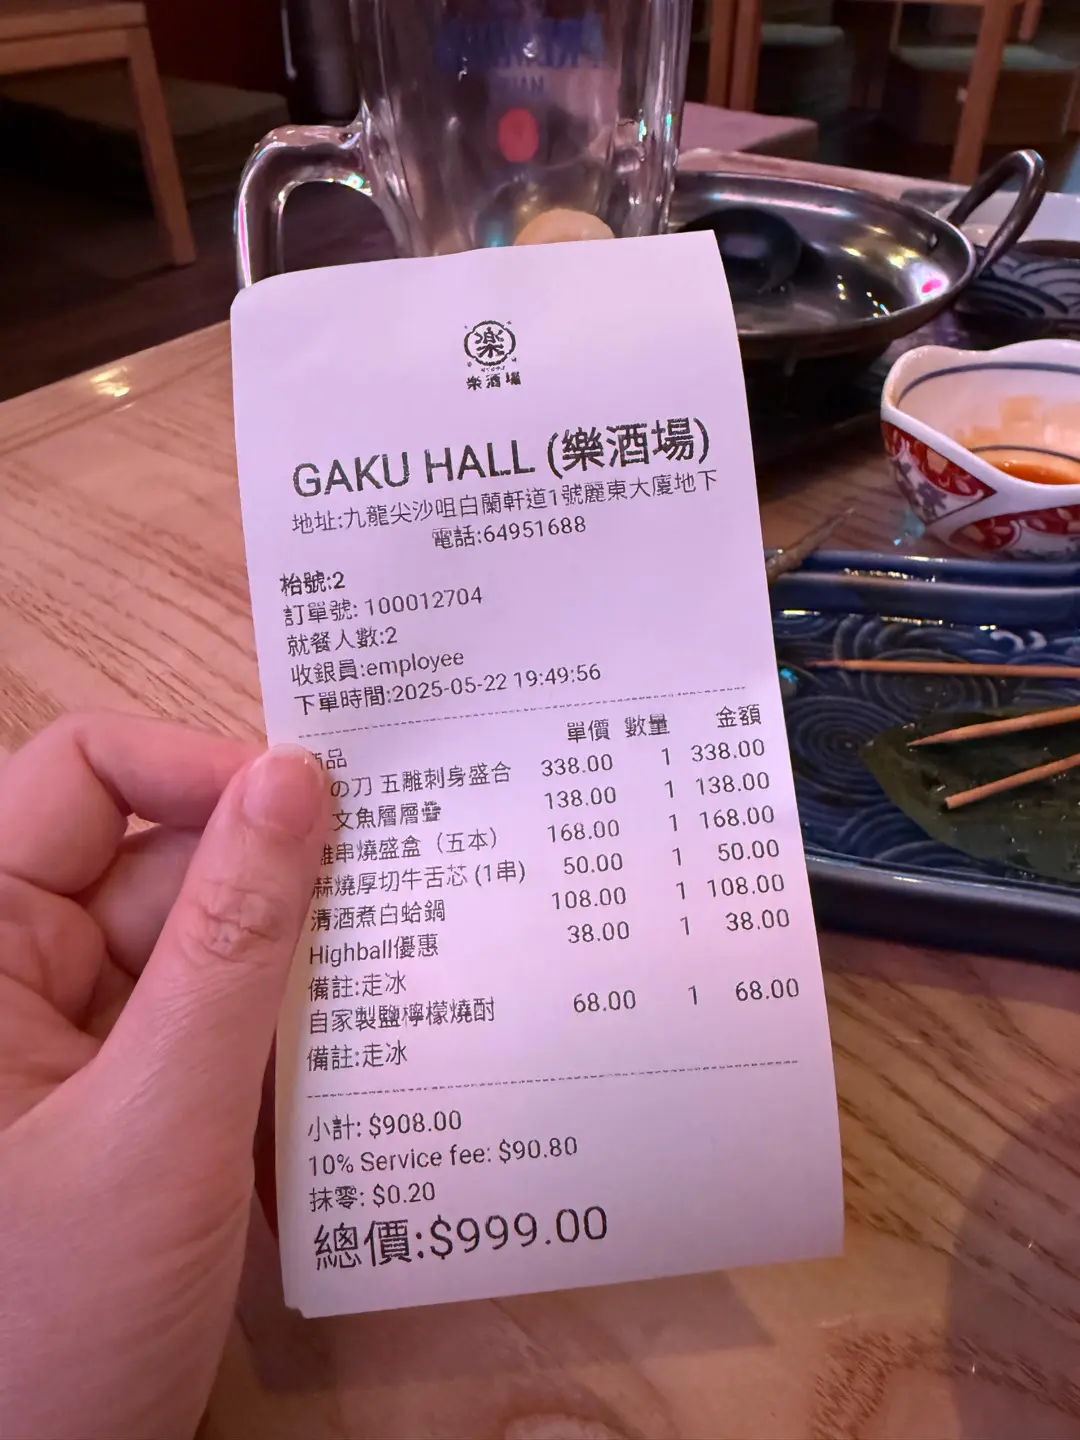 楽
楽酒場
GAKU HALL (樂酒場)
地址:九龍尖沙咀白蘭軒道1號麗東大廈地下
電話:64951688
枱號:2
訂單號: 100012704
就餐人數:2
收銀員:employee
下單時間:2025-05-22 19:49:56
品 單價 數量 金額
の刀 五雕刺身盛合 338.00 1 338.00
文魚層層疊 138.00 1 138.00
串燒盛盒（五本） 168.00 1 168.00
蒜燒厚切牛舌芯 (1串) 50.00 1 50.00
清酒煮白蛤鍋 108.00 1 108.00
Highball優惠 38.00 1 38.00
備註:走冰
自家製鹽檸檬燒酎 68.00 1 68.00
備註:走冰
小計: $908.00
10% Service fee: $90.80
抹零: $0.20
總價:$999.00